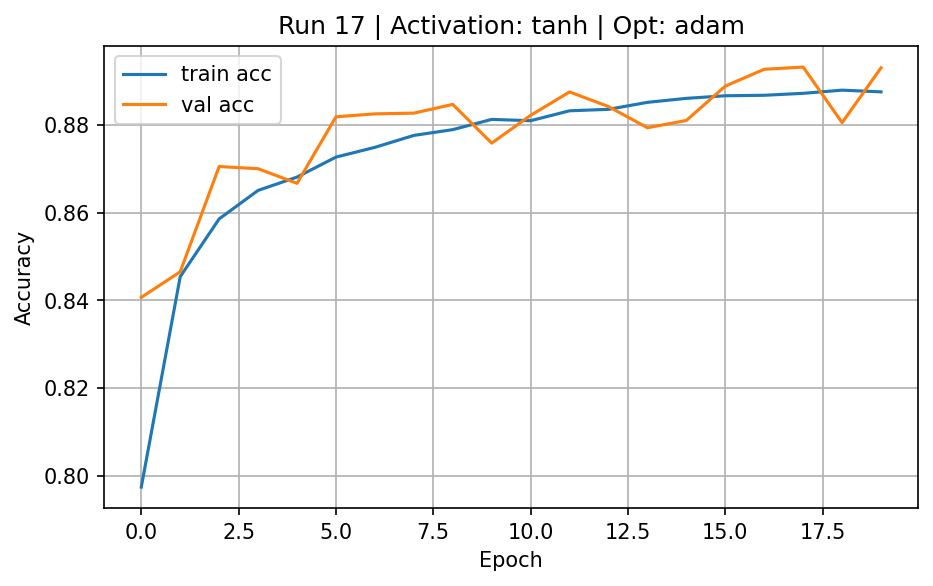 Run 17 | Activation: tanh | Opt: adam
train acc
val acc
Accuracy
0.88
0.86
0.84
0.82
0.80
0.0 2.5 5.0 7.5 10.0 12.5 15.0 17.5
Epoch